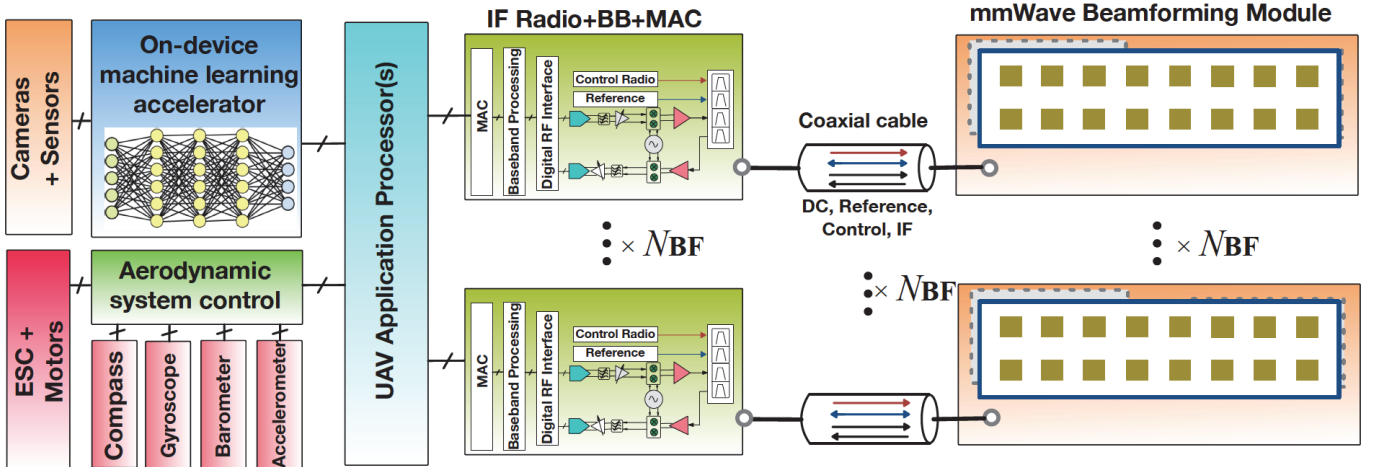 IF Radio+BB+MAC
mmWave Beamforming Module
Cameras
+ Sensors
On-device
machine learning
accelerator
UAV Application Processor(s)
MAC
Baseband Processing
Digital RF Interface
Control Radio
Reference
Coaxial cable
DC, Reference,
Control, IF
× NBF
× NBF
× NBF
ESC +
Motors
Aerodynamic
system control
Compass
Gyroscope
Barometer
Accelerometer
MAC
Baseband Processing
Digital RF Interface
Control Radio
Reference